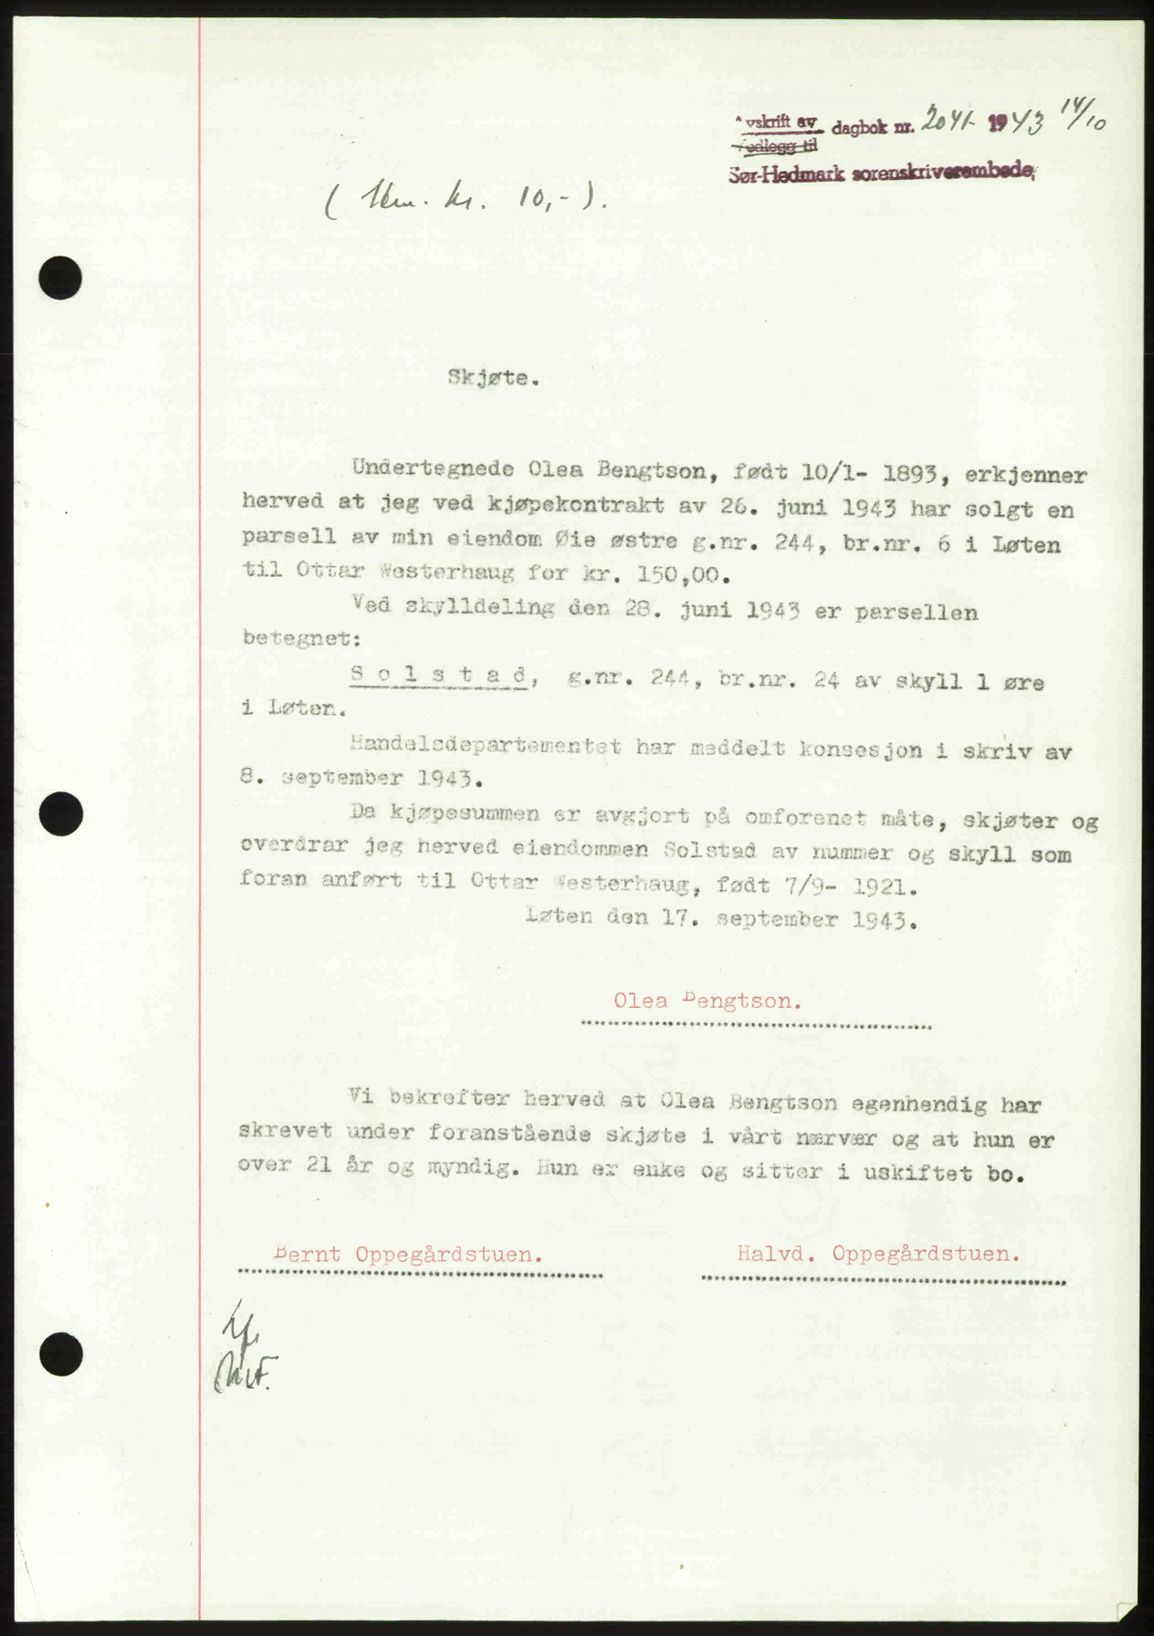 Avskrift av dagbok nr. 2041 - 1943 14/10
Vedlegg til
Sør-Hedmark sorenskriverembede,
( Stm. kr. 10,- ).
Skjøte.
Undertegnede Olea Bengtson, født 10/1- 1893, erkjenner
herved at jeg ved kjøpekontrakt av 26. juni 1943 har solgt en
parsell av min eiendom Øie østre g.nr. 244, br.nr. 6 i Løten
til Ottar Westerhaug for kr. 150,00.
Ved skylldeling den 28. juni 1943 er parsellen
betegnet:
S o l s t a d, g.nr. 244, br.nr. 24 av skyll 1 øre
i Løten.
Handelsdepartementet har meddelt konsesjon i skriv av
8. september 1943.
Da kjøpesummen er avgjort på omforenet måte, skjøter og
overdrar jeg herved eiendommen Solstad av nummer og skyll som
foran anført til Ottar Westerhaug, født 7/9- 1921.
Løten den 17. september 1943.
Olea Bengtson.
Vi bekrefter herved at Olea Bengtson egenhendig har
skrevet under foranstående skjøte i vårt nærvær og at hun er
over 21 år og myndig. Hun er enke og sitter i uskiftet bo.
Bernt Oppegårdstuen. Halvd. Oppegårdstuen.